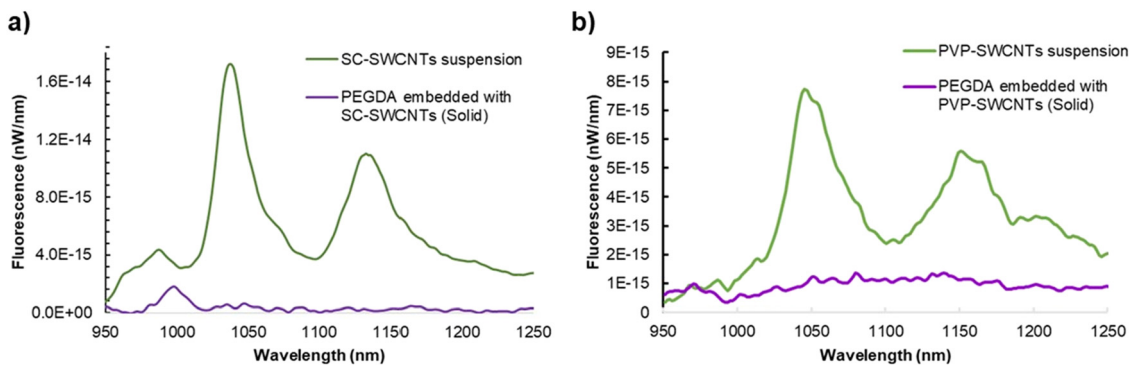 a)
SC-SWCNTs suspension
PEGDA embedded with
SC-SWCNTs (Solid)
Fluorescence (nW/nm)
1.6E-14
1.2E-14
8.0E-15
4.0E-15
0.0E+00
950 1000 1050 1100 1150 1200 1250
Wavelength (nm)
b)
PVP-SWCNTs suspension
PEGDA embedded with
PVP-SWCNTs (Solid)
Fluorescence (nW/nm)
9E-15
8E-15
7E-15
6E-15
5E-15
4E-15
3E-15
2E-15
1E-15
0
950 1000 1050 1100 1150 1200 1250
Wavelength (nm)